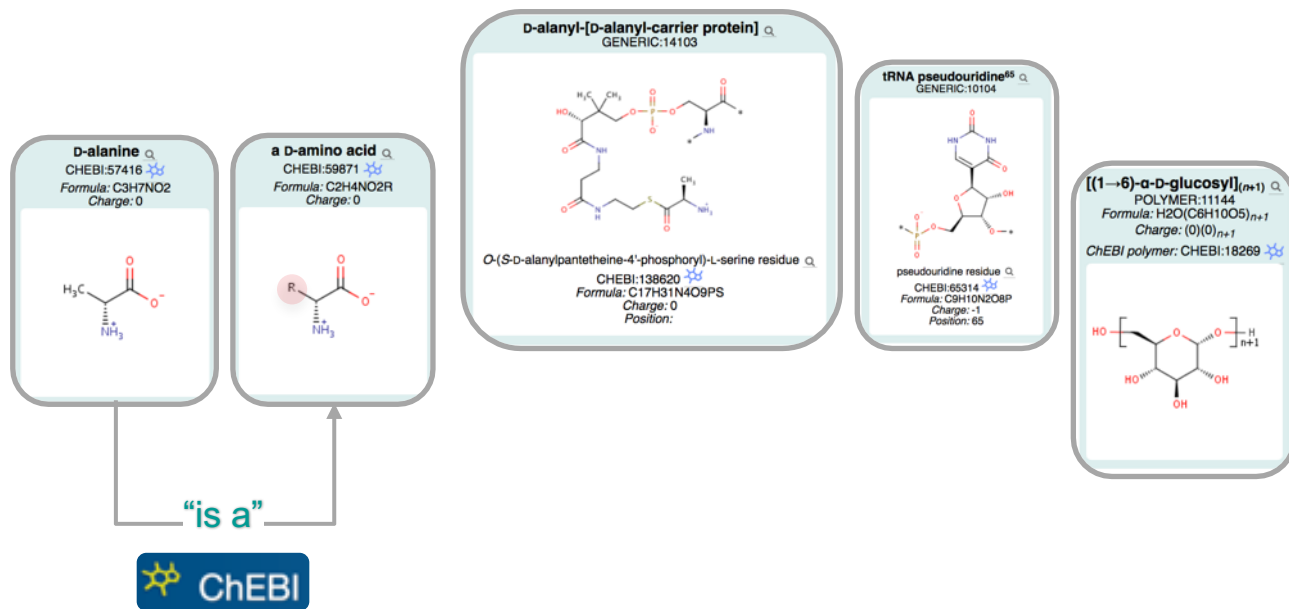 D-alanine
CHEBI:57416
Formula: C3H7NO2
Charge: 0
H₃C
O
O⁻
NH₃
+
a D-amino acid
CHEBI:59871
Formula: C2H4NO2R
Charge: 0
R
O
O⁻
NH₃
+
"is a"
ChEBI
D-alanyl-[D-alanyl-carrier protein]
GENERIC:14103
H₃C
CH₃
HO
O
O
P
O⁻
O
O
*
NH
*
O
NH
O
NH
S
O
CH₃
NH₃
+
O-(S-D-alanylpantetheine-4'-phosphoryl)-L-serine residue
CHEBI:138620
Formula: C17H31N4O9PS
Charge: 0
Position:
tRNA pseudouridine⁶⁵
GENERIC:10104
O
HN
NH
O
O
OH
O
P
O⁻
O
O
*
*
pseudouridine residue
CHEBI:65314
Formula: C9H10N2O8P
Charge: -1
Position: 65
[(1→6)-α-D-glucosyl](n+1)
POLYMER:11144
Formula: H2O(C6H10O5)n+1
Charge: (0)(0)n+1
ChEBI polymer: CHEBI:18269
HO
O
O
H
n+1
HO
OH
OH